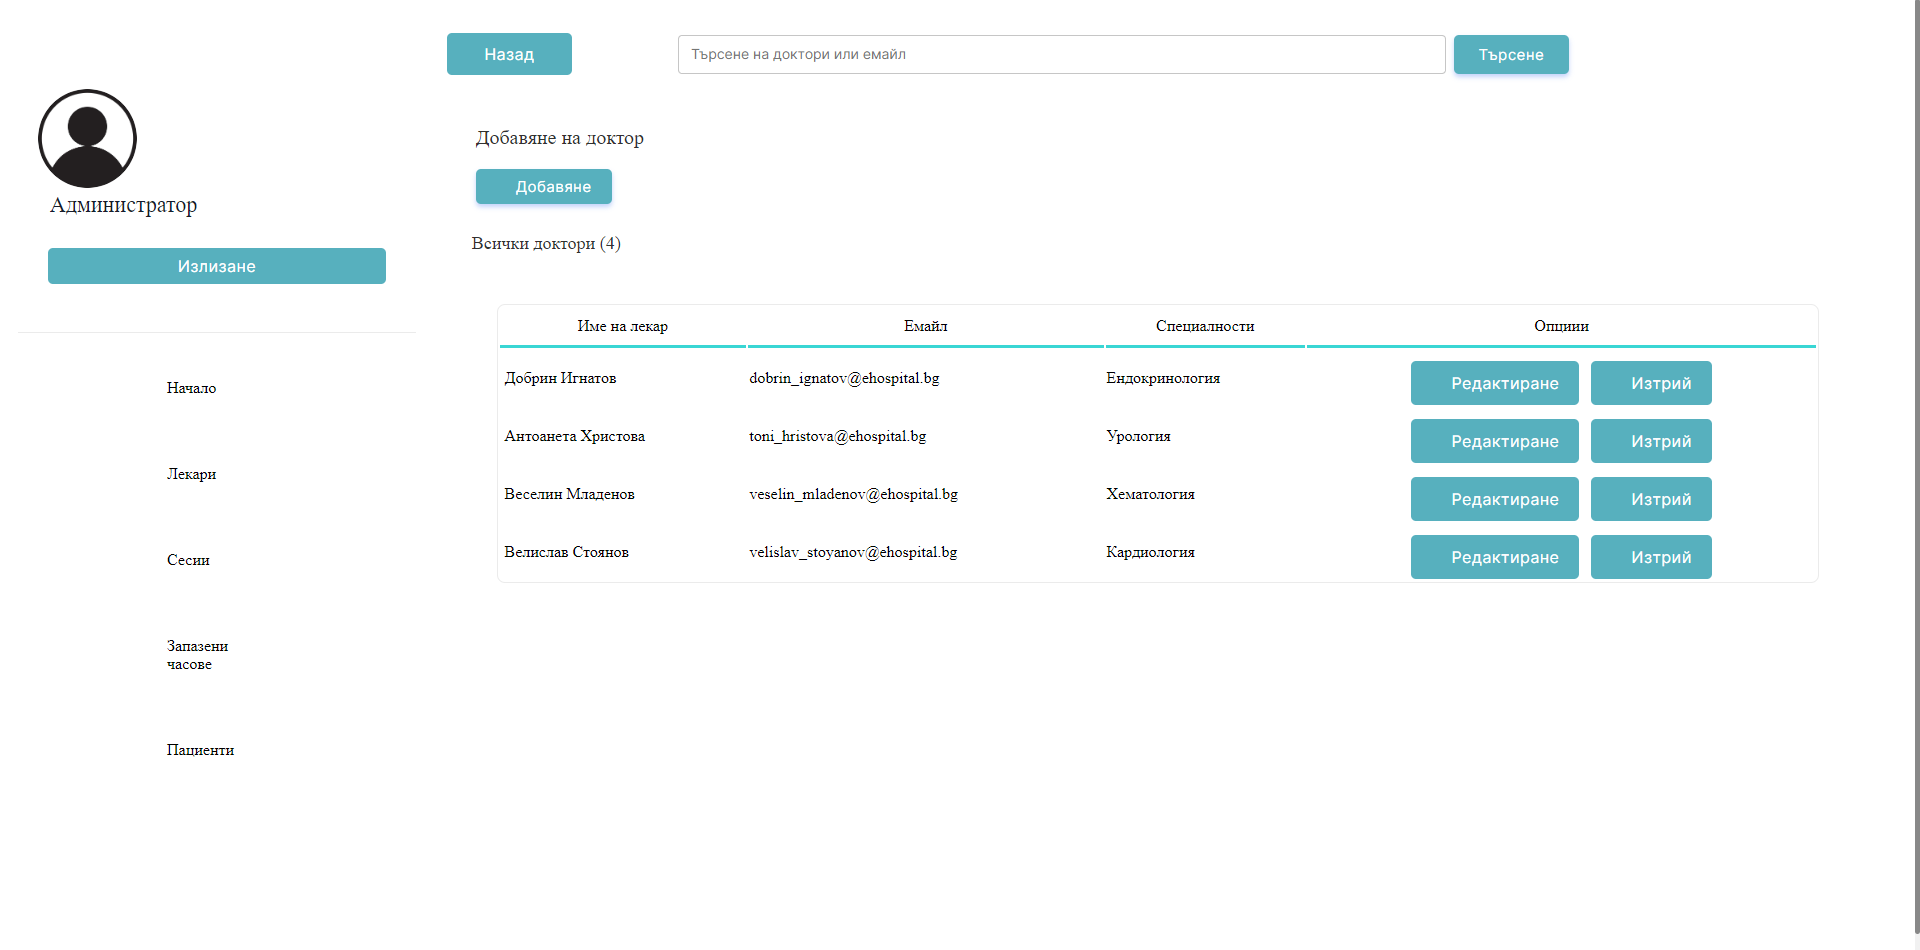 Назад
Търсене на доктори или емайл
Търсене
Администратор
Излизане
Начало
Лекари
Сесии
Запазени
часове
Пациенти
Добавяне на доктор
Добавяне
Всички доктори (4)
Име на лекар Емайл Специалности Опциии
Добрин Игнатов dobrin_ignatov@ehospital.bg Ендокринология Редактиране Изтрий
Антоанета Христова toni_hristova@ehospital.bg Урология Редактиране Изтрий
Веселин Младенов veselin_mladenov@ehospital.bg Хематология Редактиране Изтрий
Велислав Стоянов velislav_stoyanov@ehospital.bg Кардиология Редактиране Изтрий